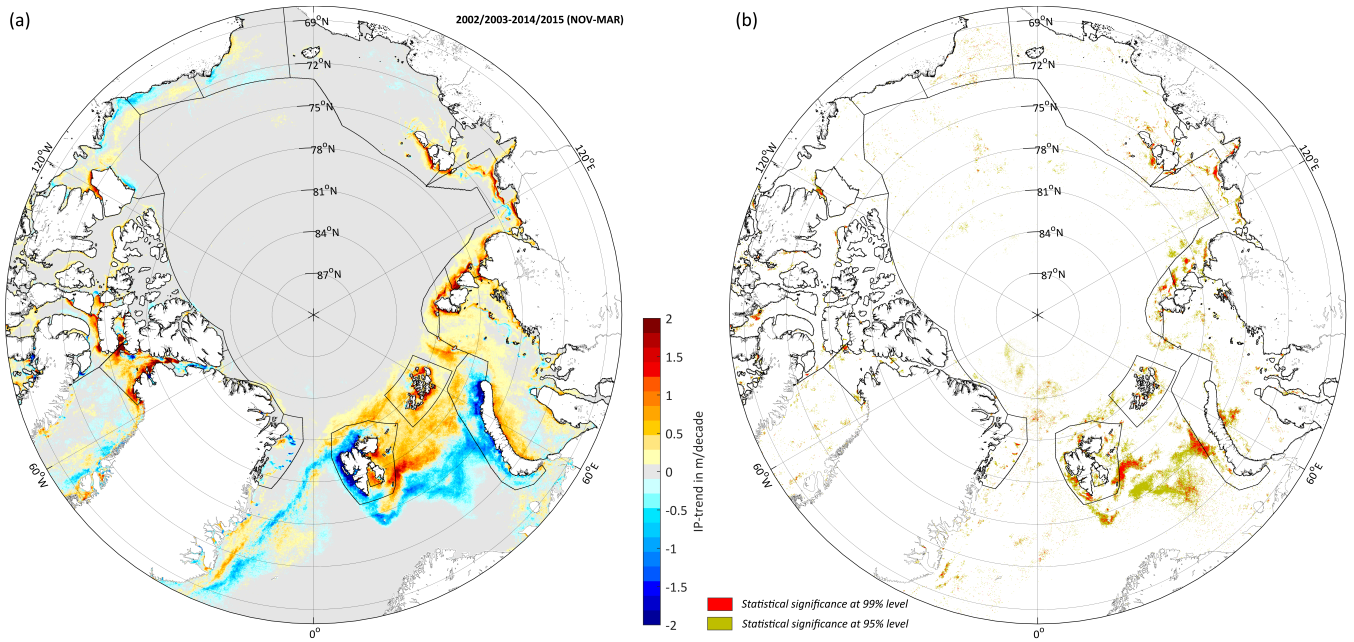 (a)
2002/2003-2014/2015 (NOV-MAR)
69°N
72°N
75°N
78°N
81°N
84°N
87°N
120°W
120°E
60°W
60°E
0°
2
1.5
1
0.5
0
-0.5
-1
-1.5
-2
IP-trend in m/decade
(b)
69°N
72°N
75°N
78°N
81°N
84°N
87°N
120°W
120°E
60°W
60°E
0°
Statistical significance at 99% level
Statistical significance at 95% level